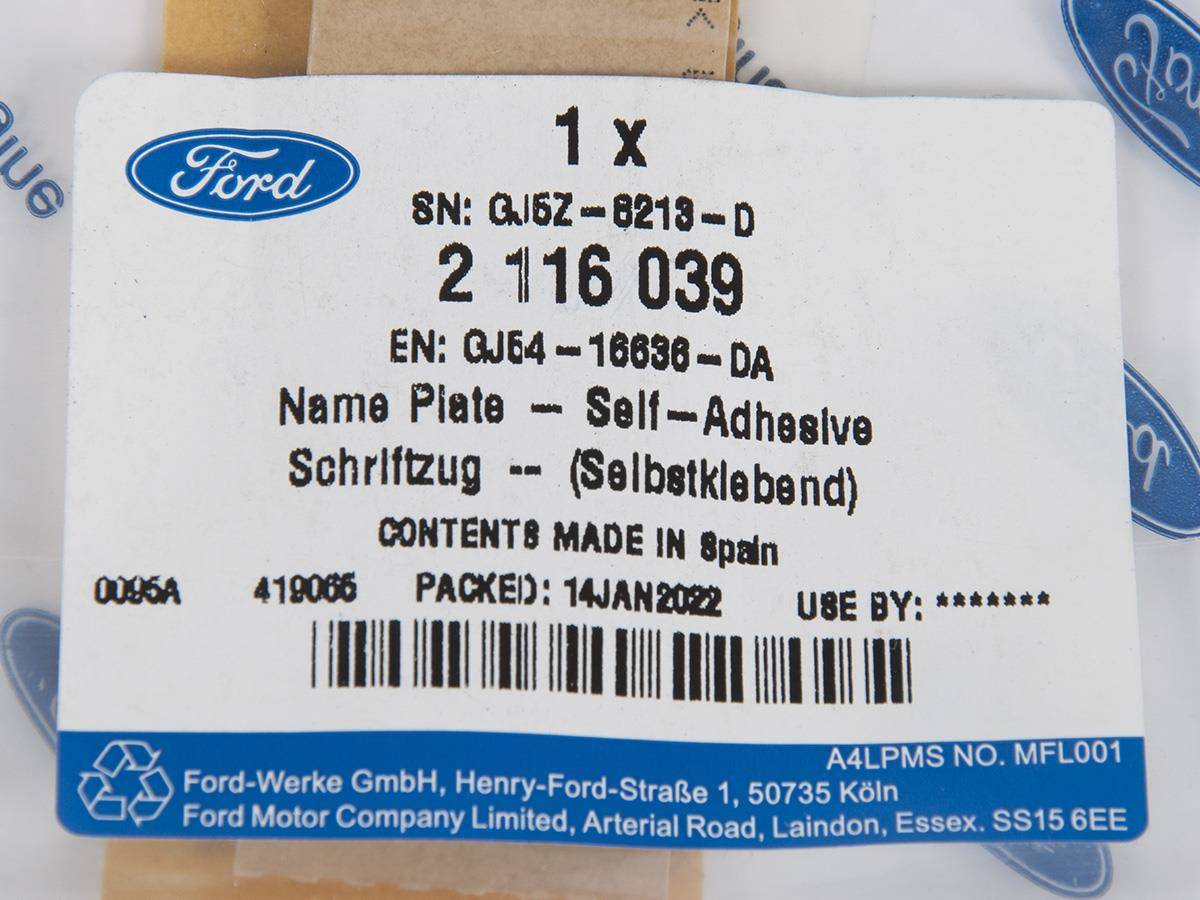 Ford
1 x
SN: GJ5Z-8213-D
2 116 039
EN: GJ54-16636-DA
Name Plate - Self-Adhesive
Schriftzug -- (Selbstklebend)
CONTENTS MADE IN Spain
0095A 419066 PACKED: 14JAN2022 USE BY: *******
A4LPMS NO. MFL001
Ford-Werke GmbH, Henry-Ford-Straße 1, 50735 Köln
Ford Motor Company Limited, Arterial Road, Laindon, Essex. SS15 6EE